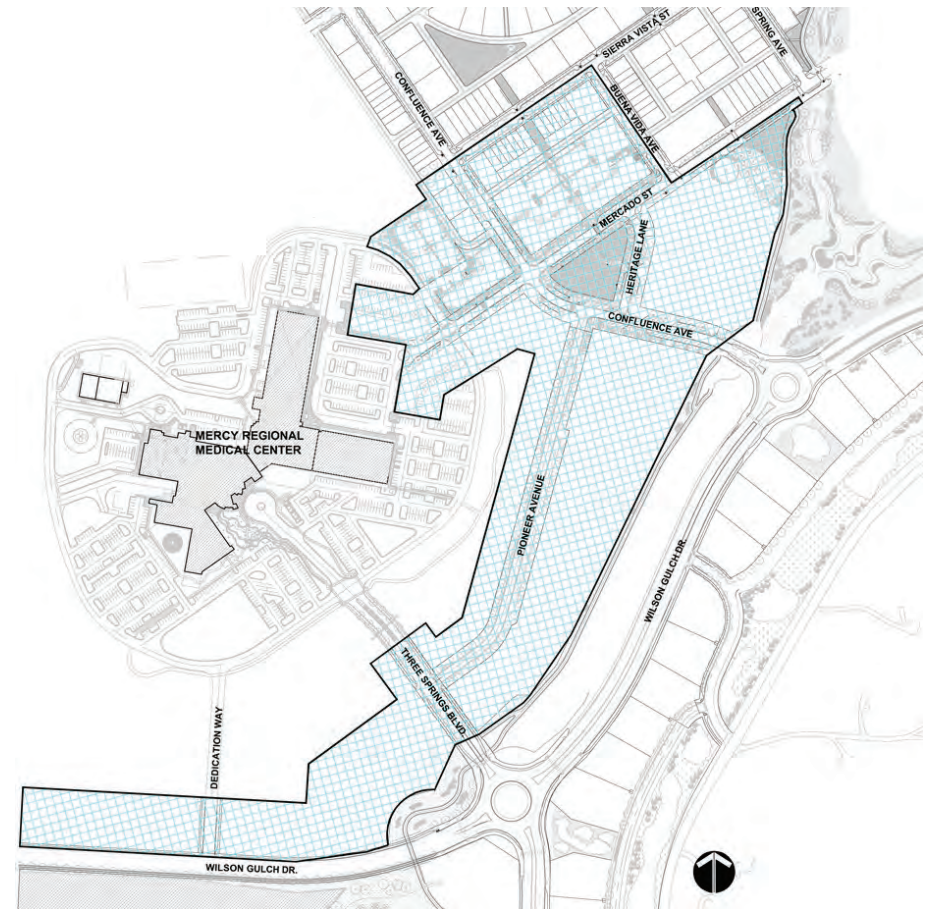 SPRING AVE
SIERRA VISTA ST
CONFLUENCE AVE
BUENA VIDA AVE
MERCADO ST
HERITAGE LANE
CONFLUENCE AVE
MERCY REGIONAL
MEDICAL CENTER
PIONEER AVENUE
WILSON GULCH DR.
THREE SPRINGS BLVD.
DEDICATION WAY
WILSON GULCH DR.